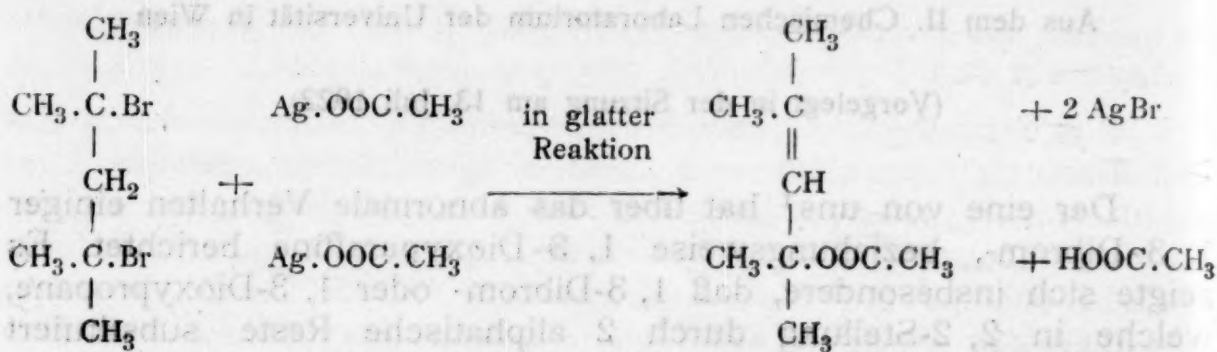 CH₃ CH₃
| |
CH₃.C.Br Ag.OOC.CH₃ in glatter CH₃.C + 2 AgBr
| Reaktion ||
CH₂ + ⟶ CH
| |
CH₃.C.Br Ag.OOC.CH₃ CH₃.C.OOC.CH₃ + HOOC.CH₃
| |
CH₃ CH₃
Aus dem II. Chemischen Laboratorium der Universität in Wien
(Vorgelegt in der Sitzung am 13. Juli
Der eine von uns hat über das abnormale Verhalten einiger
Dibrom-, beziehungsweise 1, 3-Dioxyparaffine berichtet. Es
zeigte sich insbesondere, daß 1, 3-Dibrom- oder 1, 3-Dioxypropane,
welche in 2, 2-Stellung durch 2 aliphatische Reste substituiert